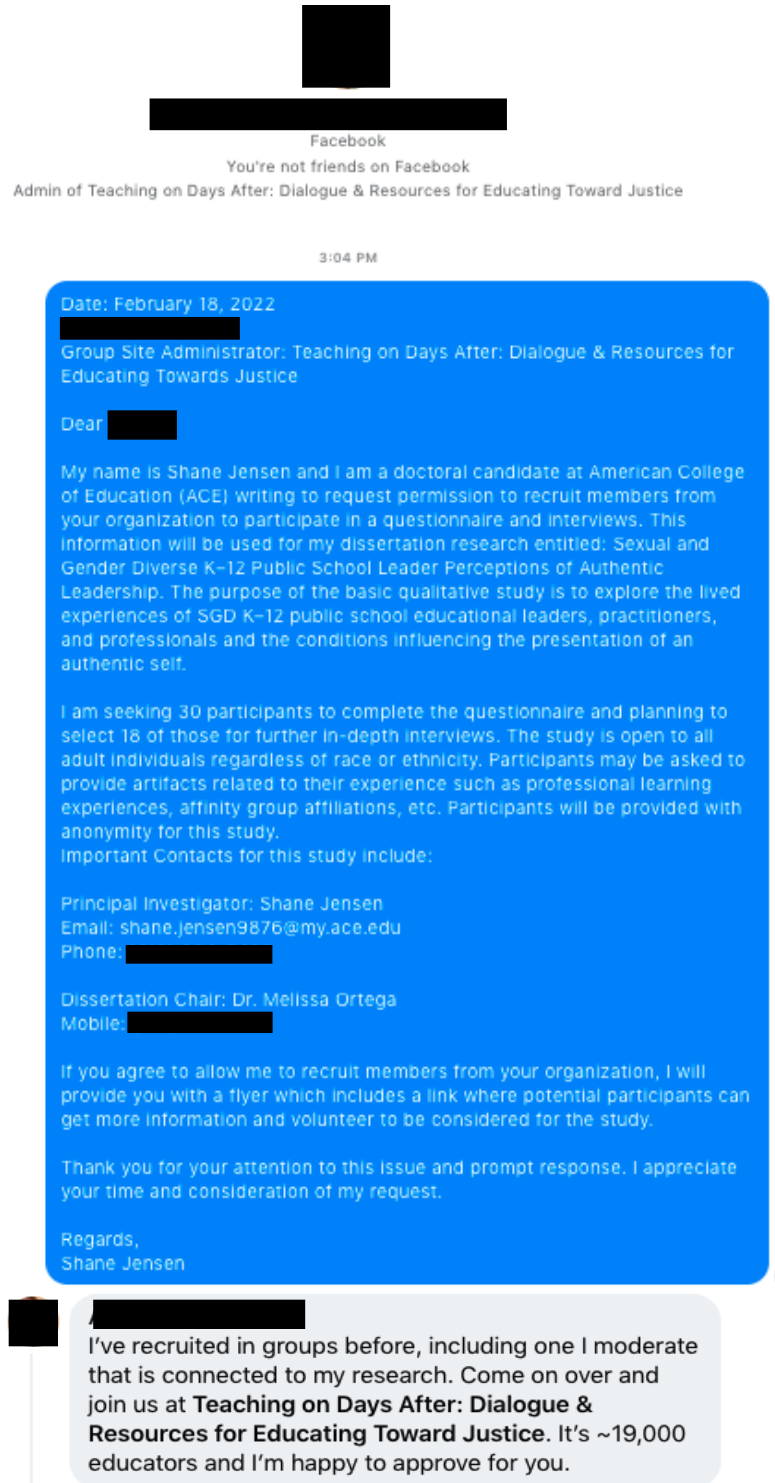 Facebook
You're not friends on Facebook
Admin of Teaching on Days After: Dialogue & Resources for Educating Toward Justice
3:04 PM
Date: February 18, 2022
Group Site Administrator: Teaching on Days After: Dialogue & Resources for
Educating Towards Justice
Dear
My name is Shane Jensen and I am a doctoral candidate at American College
of Education (ACE) writing to request permission to recruit members from
your organization to participate in a questionnaire and interviews. This
information will be used for my dissertation research entitled: Sexual and
Gender Diverse K–12 Public School Leader Perceptions of Authentic
Leadership. The purpose of the basic qualitative study is to explore the lived
experiences of SGD K–12 public school educational leaders, practitioners,
and professionals and the conditions influencing the presentation of an
authentic self.
I am seeking 30 participants to complete the questionnaire and planning to
select 18 of those for further in-depth interviews. The study is open to all
adult individuals regardless of race or ethnicity. Participants may be asked to
provide artifacts related to their experience such as professional learning
experiences, affinity group affiliations, etc. Participants will be provided with
anonymity for this study.
Important Contacts for this study include:
Principal Investigator: Shane Jensen
Email: shane.jensen9876@my.ace.edu
Phone:
Dissertation Chair: Dr. Melissa Ortega
Mobile:
If you agree to allow me to recruit members from your organization, I will
provide you with a flyer which includes a link where potential participants can
get more information and volunteer to be considered for the study.
Thank you for your attention to this issue and prompt response. I appreciate
your time and consideration of my request.
Regards,
Shane Jensen
I've recruited in groups before, including one I moderate
that is connected to my research. Come on over and
join us at Teaching on Days After: Dialogue &
Resources for Educating Toward Justice. It's ~19,000
educators and I'm happy to approve for you.